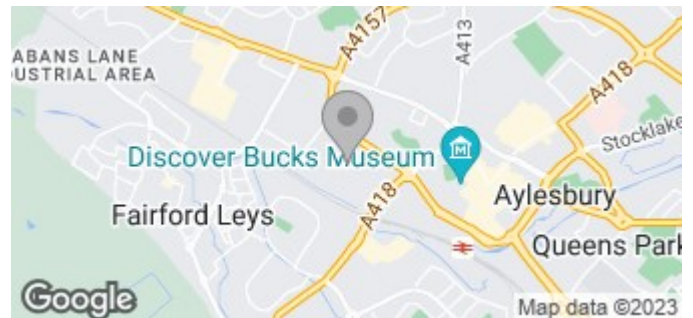 ABANS LANE
DUSTRIAL AREA
A4157
A413
A418
Stocklake
Discover Bucks Museum
Aylesbury
Fairford Leys
A418
Queens Park
Google
Map data ©2023